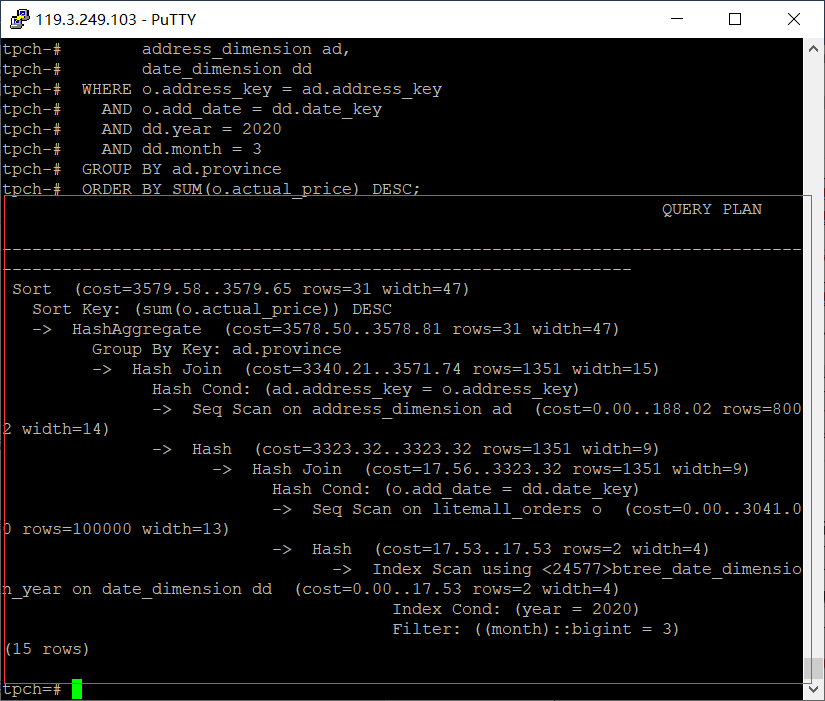 119.3.249.103 - PuTTY
tpch-#        address_dimension ad,
tpch-#        date_dimension dd
tpch-#  WHERE o.address_key = ad.address_key
tpch-#    AND o.add_date = dd.date_key
tpch-#    AND dd.year = 2020
tpch-#    AND dd.month = 3
tpch-#  GROUP BY ad.province
tpch-#  ORDER BY SUM(o.actual_price) DESC;
                                                                  QUERY PLAN
--------------------------------------------------------------------------------
---------------------------------------------------------------
 Sort  (cost=3579.58..3579.65 rows=31 width=47)
   Sort Key: (sum(o.actual_price)) DESC
   ->  HashAggregate  (cost=3578.50..3578.81 rows=31 width=47)
         Group By Key: ad.province
         ->  Hash Join  (cost=3340.21..3571.74 rows=1351 width=15)
               Hash Cond: (ad.address_key = o.address_key)
               ->  Seq Scan on address_dimension ad  (cost=0.00..188.02 rows=800
2 width=14)
               ->  Hash  (cost=3323.32..3323.32 rows=1351 width=9)
                     ->  Hash Join  (cost=17.56..3323.32 rows=1351 width=9)
                           Hash Cond: (o.add_date = dd.date_key)
                           ->  Seq Scan on litemall_orders o  (cost=0.00..3041.0
0 rows=100000 width=13)
                           ->  Hash  (cost=17.53..17.53 rows=2 width=4)
                                 ->  Index Scan using <24577>btree_date_dimensio
n_year on date_dimension dd  (cost=0.00..17.53 rows=2 width=4)
                                       Index Cond: (year = 2020)
                                       Filter: ((month)::bigint = 3)
(15 rows)
tpch=#